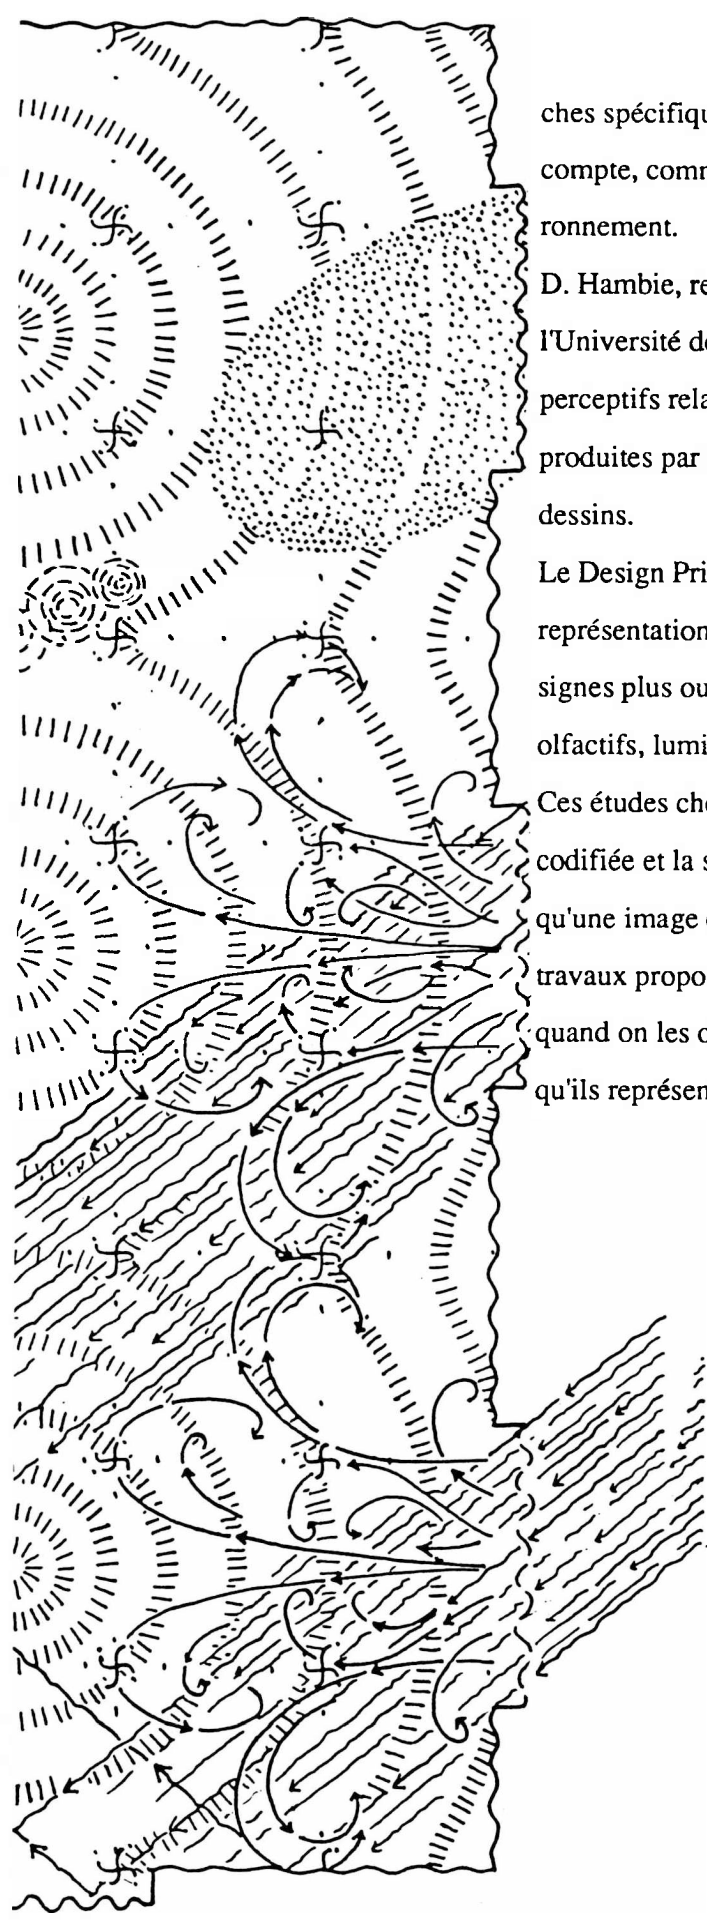 ches spécifiqu
compte, comm
ronnement.
D. Hambie, re
l'Université de
perceptifs rela
produites par
dessins.
Le Design Pri
représentation
signes plus ou
olfactifs, lumi
Ces études che
codifiée et la s
qu'une image
travaux propo
quand on les o
qu'ils représen